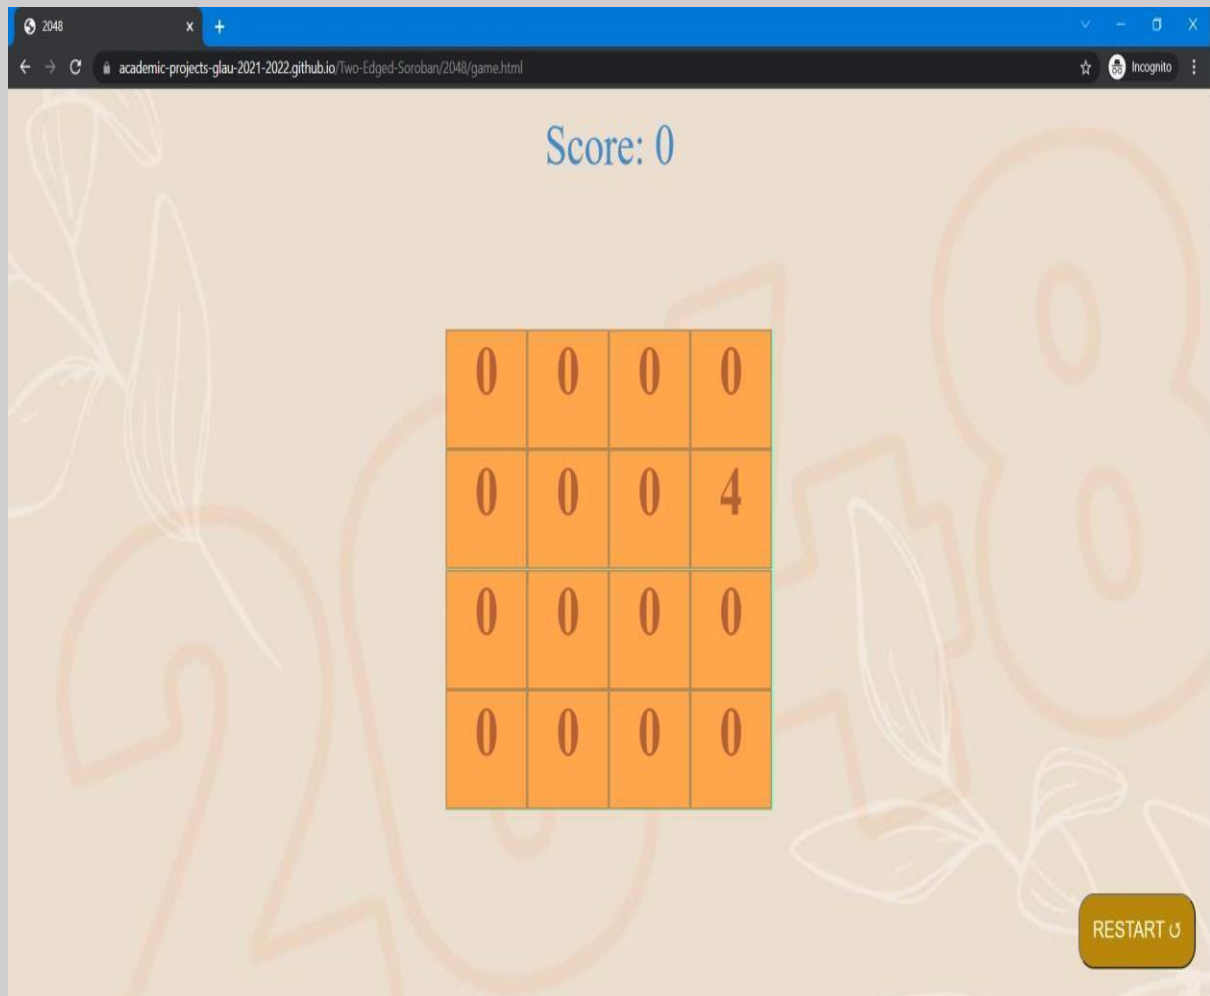 2048
academic-projects-glau-2021-2022.github.io/Two-Edged-Soroban/2048/game.html
Incognito
Score: 0
0 0 0 0
0 0 0 4
0 0 0 0
0 0 0 0
2048
RESTART ↺